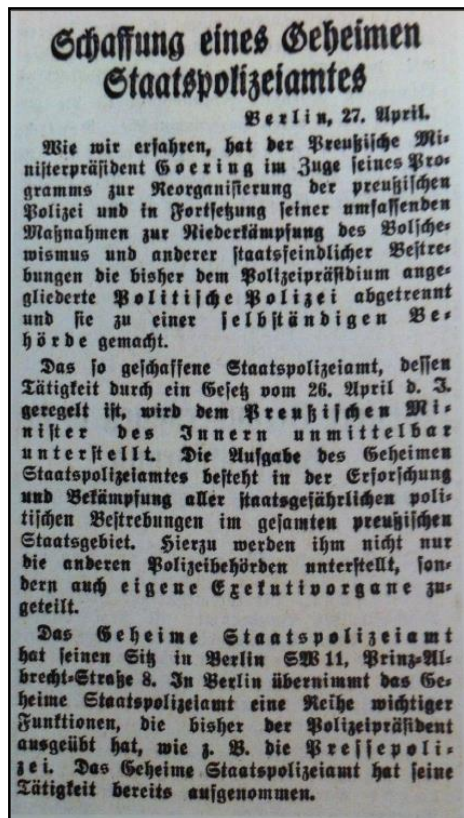 Schaffung eines Geheimen
Staatspolizeiamtes
Berlin, 27. April.
Wie wir erfahren, hat der Preußische Mi-
nisterpräsident Goering im Zuge seines Pro-
gramms zur Reorganisierung der preußischen
Polizei und in Fortsetzung seiner umfassenden
Maßnahmen zur Niederkämpfung des Bolsche-
wismus und anderer staatsfeindlicher Bestre-
bungen die bisher dem Polizeipräsidium ange-
gliederte Politische Polizei abgetrennt
und sie zu einer selbständigen Be-
hörde gemacht.
Das so geschaffene Staatspolizeiamt, dessen
Tätigkeit durch ein Gesetz vom 26. April d. J.
geregelt ist, wird dem Preußischen Mi-
nister des Innern unmittelbar
unterstellt. Die Aufgabe des Geheimen
Staatspolizeiamtes besteht in der Erforschung
und Bekämpfung aller staatsgefährlichen poli-
tischen Bestrebungen im gesamten preußischen
Staatsgebiet. Hierzu werden ihm nicht nur
die anderen Polizeibehörden unterstellt, son-
dern auch eigene Exekutivorgane zu-
geteilt.
Das Geheime Staatspolizeiamt
hat seinen Sitz in Berlin SW 11, Prinz-Al-
brecht-Straße 8. In Berlin übernimmt das Ge-
heime Staatspolizeiamt eine Reihe wichtiger
Funktionen, die bisher der Polizeipräsident
ausgeübt hat, wie z. B. die Pressepoli-
zei. Das Geheime Staatspolizeiamt hat seine
Tätigkeit bereits aufgenommen.